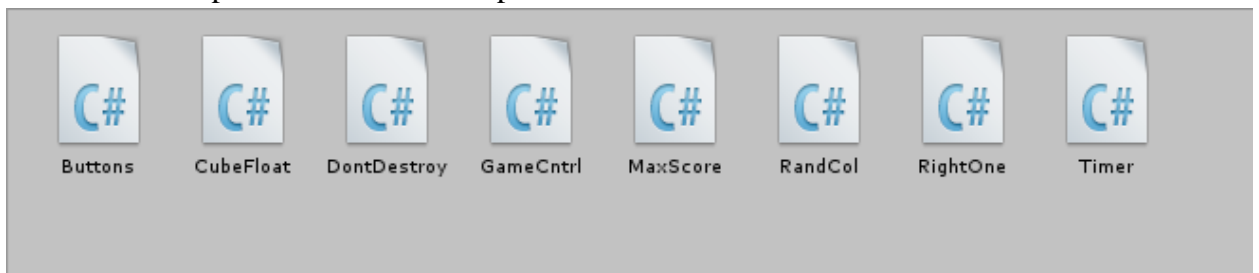 C# C# C# C# C# C# C# C#
Buttons CubeFloat DontDestroy GameCntrl MaxScore RandCol RightOne Timer